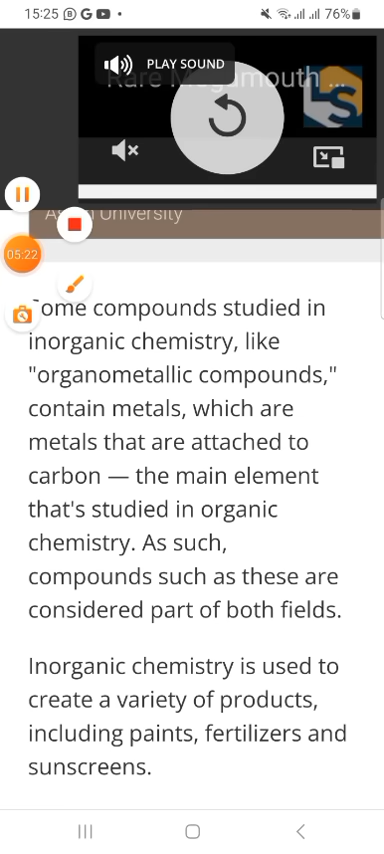 15:25
76%
PLAY SOUND
Rare Megamouth ...
LS
University
05:22
ome compounds studied in
inorganic chemistry, like
"organometallic compounds,"
contain metals, which are
metals that are attached to
carbon — the main element
that's studied in organic
chemistry. As such,
compounds such as these are
considered part of both fields.
Inorganic chemistry is used to
create a variety of products,
including paints, fertilizers and
sunscreens.